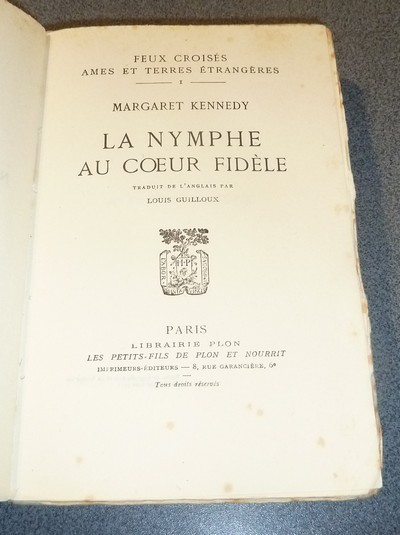 FEUX CROISÉS
AMES ET TERRES ÉTRANGÈRES
I
MARGARET KENNEDY
LA NYMPHE
AU CŒUR FIDÈLE
TRADUIT DE L'ANGLAIS PAR
LOUIS GUILLOUX
PARIS
LIBRAIRIE PLON
LES PETITS-FILS DE PLON ET NOURRIT
IMPRIMEURS-ÉDITEURS — 8, RUE GARANCIÈRE, 6e
Tous droits réservés